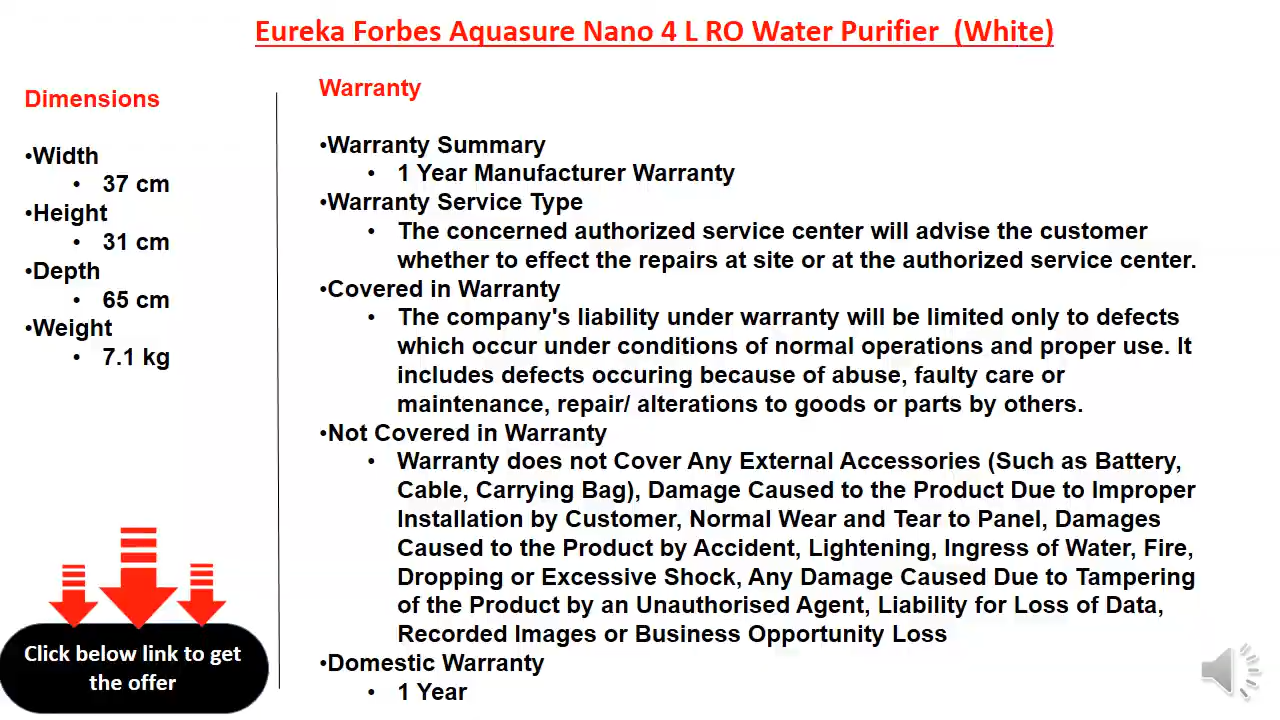 Eureka Forbes Aquasure Nano 4 L RO Water Purifier (White)
Dimensions
•Width
• 37 cm
•Height
• 31 cm
•Depth
• 65 cm
•Weight
• 7.1 kg
Click below link to get
the offer
Warranty
•Warranty Summary
• 1 Year Manufacturer Warranty
•Warranty Service Type
• The concerned authorized service center will advise the customer
whether to effect the repairs at site or at the authorized service center.
•Covered in Warranty
• The company's liability under warranty will be limited only to defects
which occur under conditions of normal operations and proper use. It
includes defects occuring because of abuse, faulty care or
maintenance, repair/ alterations to goods or parts by others.
•Not Covered in Warranty
• Warranty does not Cover Any External Accessories (Such as Battery,
Cable, Carrying Bag), Damage Caused to the Product Due to Improper
Installation by Customer, Normal Wear and Tear to Panel, Damages
Caused to the Product by Accident, Lightening, Ingress of Water, Fire,
Dropping or Excessive Shock, Any Damage Caused Due to Tampering
of the Product by an Unauthorised Agent, Liability for Loss of Data,
Recorded Images or Business Opportunity Loss
•Domestic Warranty
• 1 Year